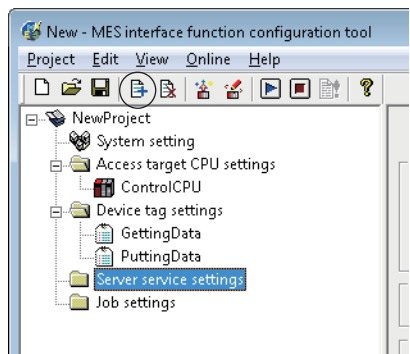 New - MES interface function configuration tool
Project Edit View Online Help
NewProject
System setting
Access target CPU settings
ControlCPU
Device tag settings
GettingData
PuttingData
Server service settings
Job settings